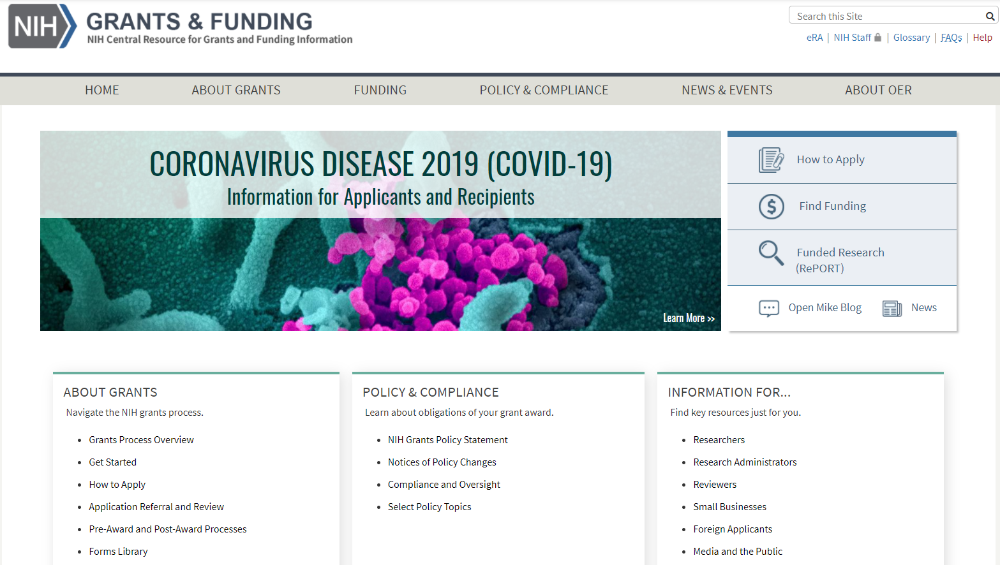 NIH
GRANTS & FUNDING
NIH Central Resource for Grants and Funding Information
Search this Site
eRA | NIH Staff | Glossary | FAQs | Help
HOME
ABOUT GRANTS
FUNDING
POLICY & COMPLIANCE
NEWS & EVENTS
ABOUT OER
CORONAVIRUS DISEASE 2019 (COVID-19)
Information for Applicants and Recipients
Learn More >>
How to Apply
$
Find Funding
Funded Research
(RePORT)
Open Mike Blog
News
ABOUT GRANTS
Navigate the NIH grants process.
• Grants Process Overview
• Get Started
• How to Apply
• Application Referral and Review
• Pre-Award and Post-Award Processes
• Forms Library
POLICY & COMPLIANCE
Learn about obligations of your grant award.
• NIH Grants Policy Statement
• Notices of Policy Changes
• Compliance and Oversight
• Select Policy Topics
INFORMATION FOR...
Find key resources just for you.
• Researchers
• Research Administrators
• Reviewers
• Small Businesses
• Foreign Applicants
• Media and the Public